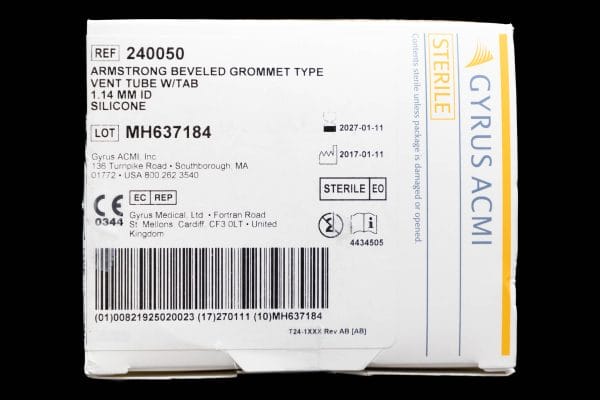 REF 240050
ARMSTRONG BEVELED GROMMET TYPE
VENT TUBE W/TAB
1.14 MM ID
SILICONE
LOT MH637184
2027-01-11
2017-01-11
Gyrus ACMI, Inc
136 Turnpike Road • Southborough, MA
01772 • USA 800 262 3540
STERILE EO
CE
0344
EC REP
Gyrus Medical, Ltd • Fortran Road
St. Mellons, Cardiff, CF3 0LT • United
Kingdom
4434505
(01)00821925020023 (17)270111 (10)MH637184
T24-1XXX Rev AB [AB]
STERILE
Contents sterile unless package is damaged or opened.
GYRUS ACMI